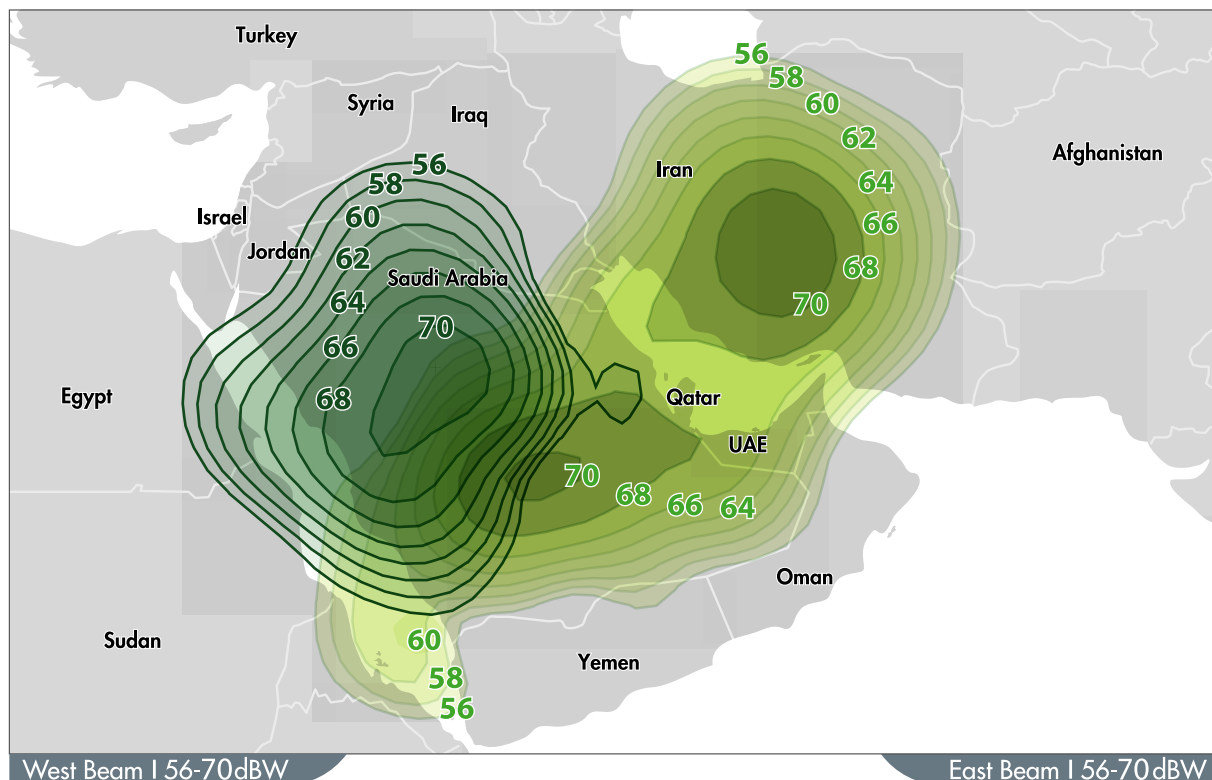 Turkey
56
58
Syria
60
Iraq
62
Afghanistan
56
Iran
58
64
60
Israel
66
Jordan
62
68
Saudi Arabia
64
70
70
66
68
Egypt
Qatar
UAE
70
68
66
64
Oman
Sudan
60
Yemen
58
56
West Beam I 56-70dBW
East Beam I 56-70dBW